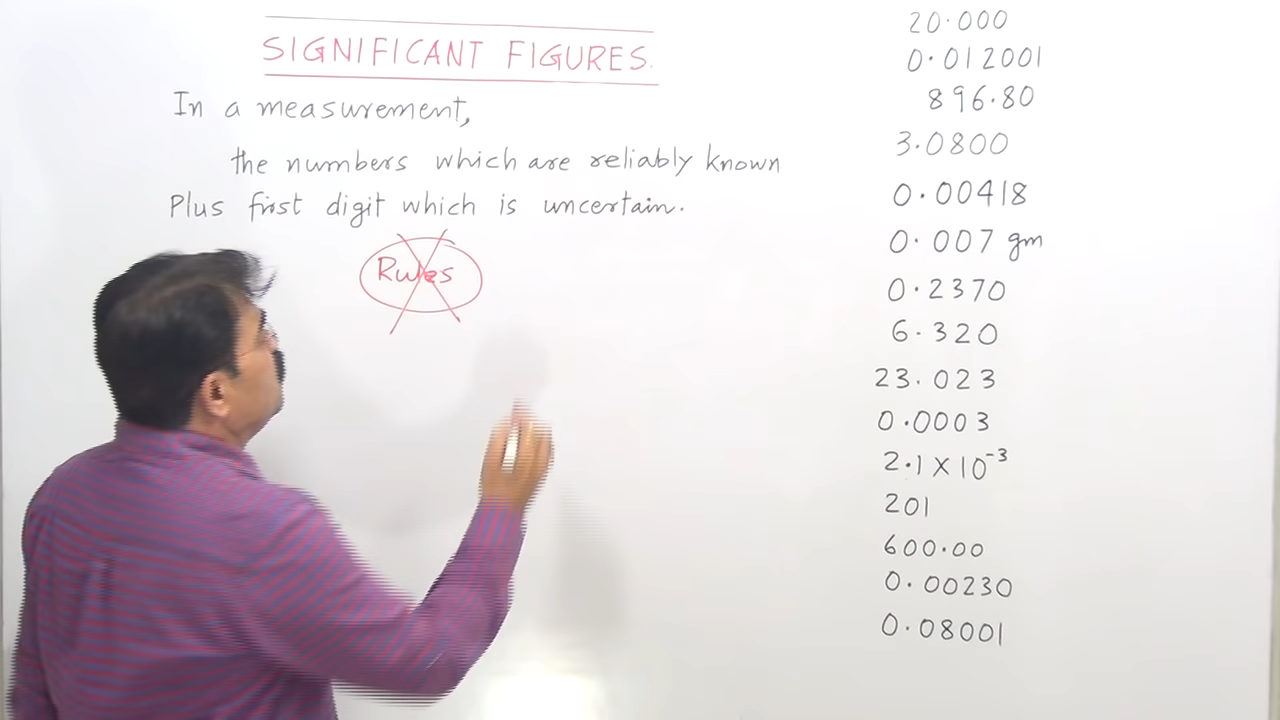 SIGNIFICANT FIGURES.
In a measurement,
the numbers which are reliably known
Plus first digit which is uncertain.
Rules
20.000
0.012001
896.80
3.0800
0.00418
0.007 gm
0.2370
6.320
23.023
0.0003
2.1 × 10⁻³
201
600.00
0.00230
0.08001